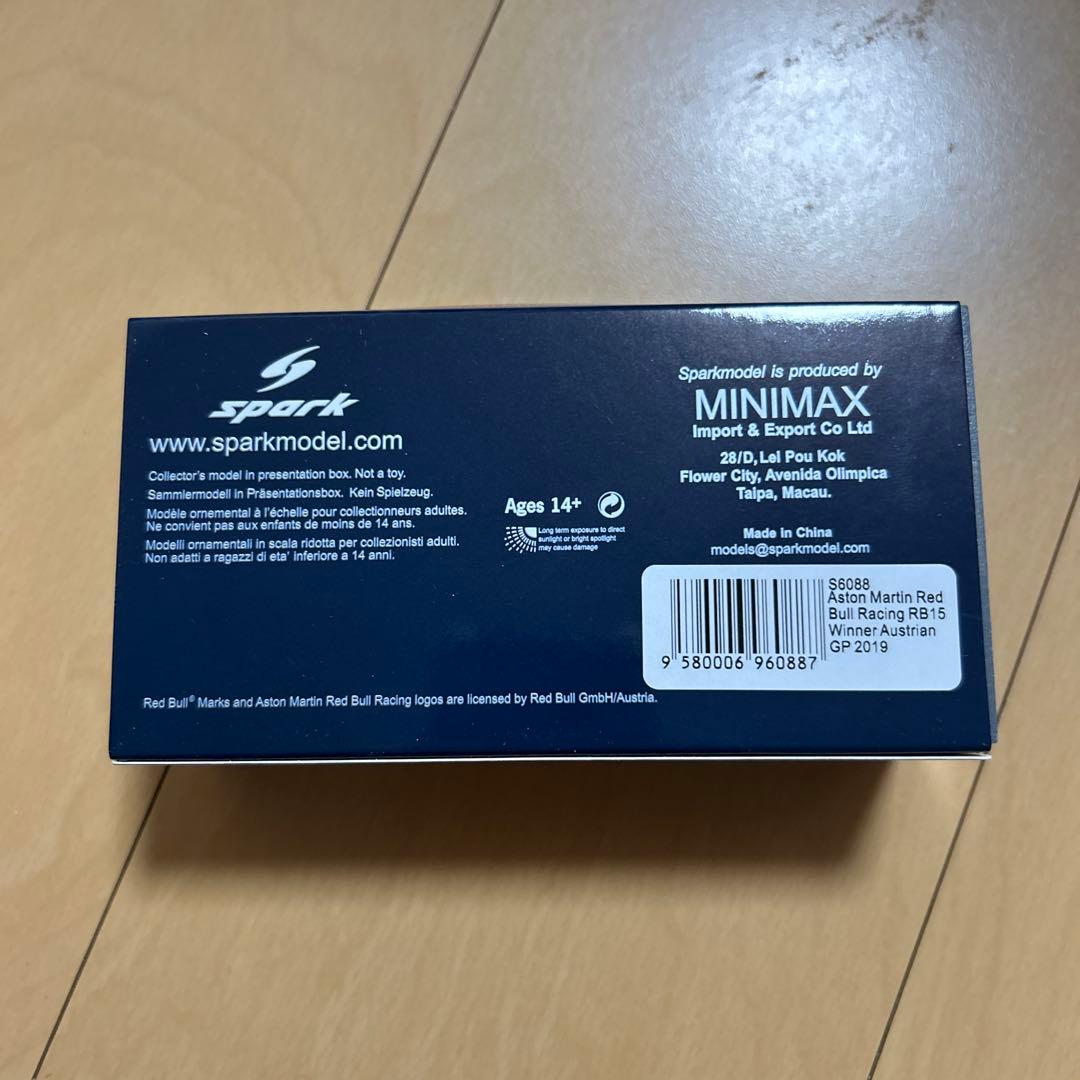 spark
www.sparkmodel.com
Collector's model in presentation box. Not a toy.
Sammlermodell in Präsentationsbox. Kein Spielzeug.
Modèle ornemental à l'échelle pour collectionneurs adultes.
Ne convient pas aux enfants de moins de 14 ans.
Modelli ornamentali in scala ridotta per collezionisti adulti.
Non adatti a ragazzi di eta' inferiore a 14 anni.
Ages 14+
Long term exposure to direct
sunlight or bright spotlight
may cause damage
Sparkmodel is produced by
MINIMAX
Import & Export Co Ltd
28/D, Lei Pou Kok
Flower City, Avenida Olimpica
Taipa, Macau.
Made in China
models@sparkmodel.com
S6088
Aston Martin Red
Bull Racing RB15
Winner Austrian
GP 2019
9 580006 960887
Red Bull® Marks and Aston Martin Red Bull Racing logos are licensed by Red Bull GmbH/Austria.